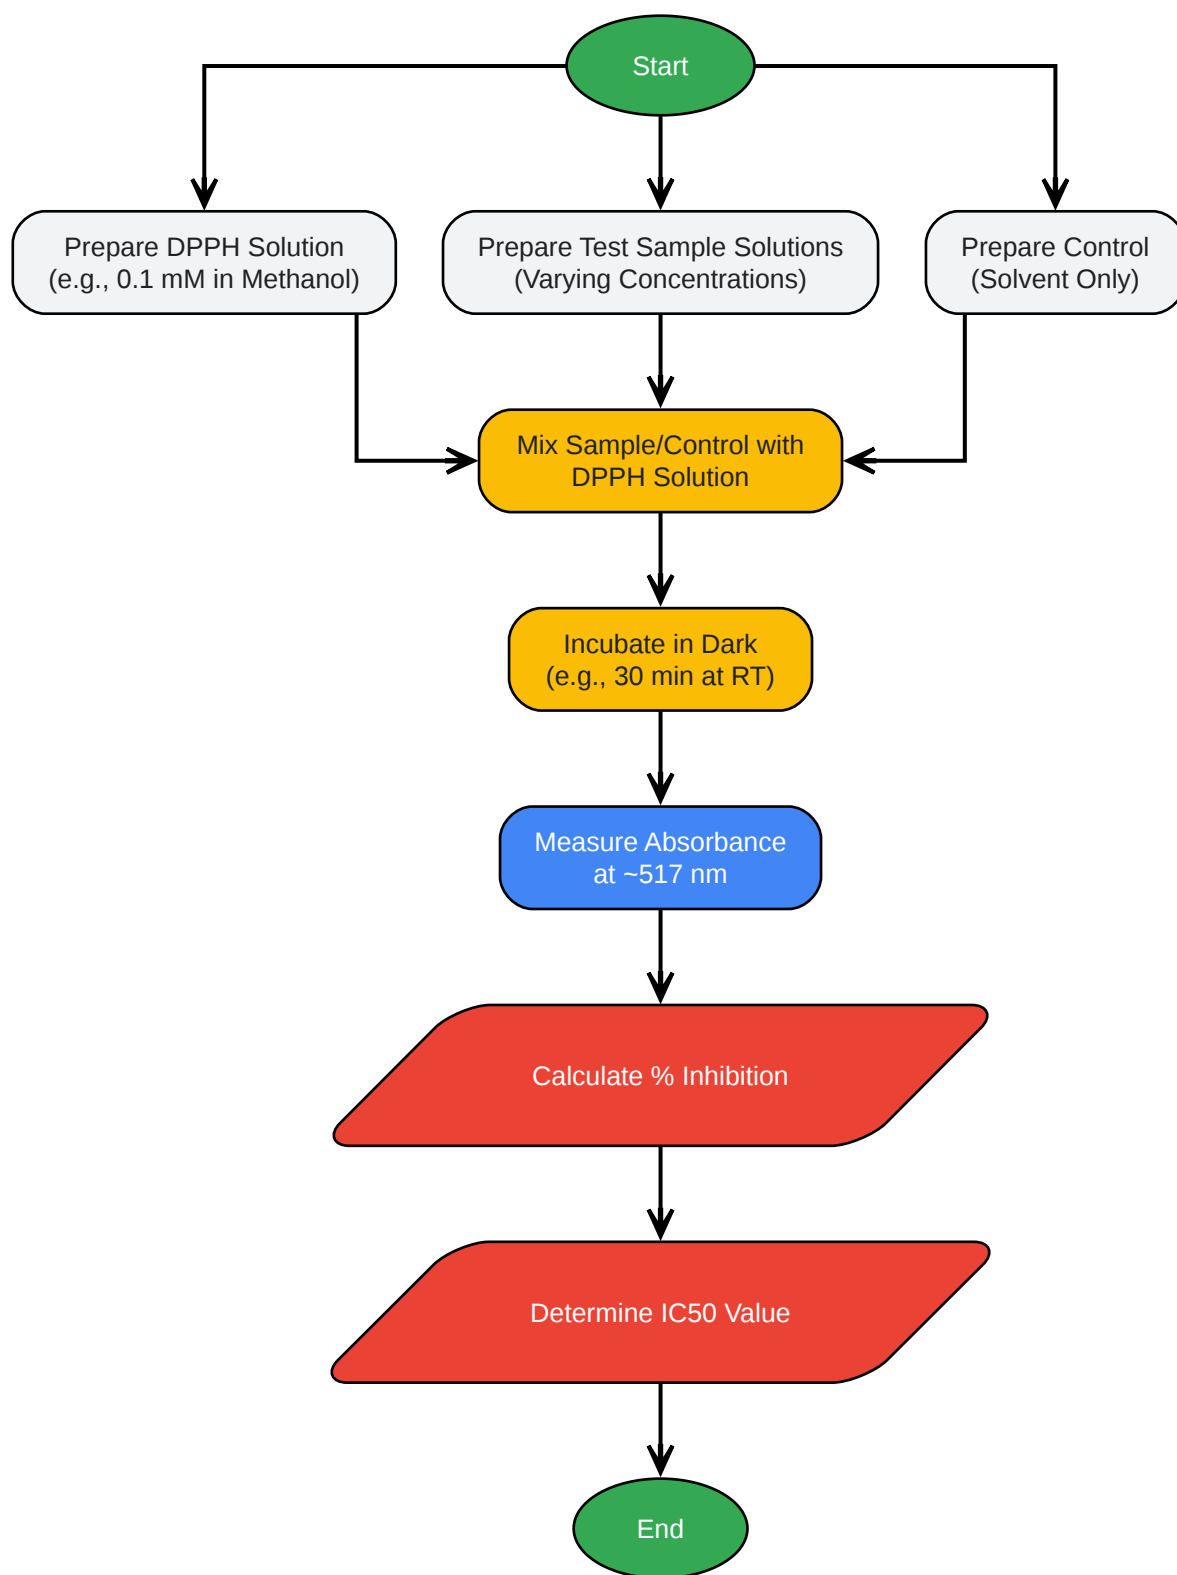 Start
Prepare DPPH Solution
(e.g., 0.1 mM in Methanol)
Prepare Test Sample Solutions
(Varying Concentrations)
Prepare Control
(Solvent Only)
Mix Sample/Control with
DPPH Solution
Incubate in Dark
(e.g., 30 min at RT)
Measure Absorbance
at ~517 nm
Calculate % Inhibition
Determine IC50 Value
End